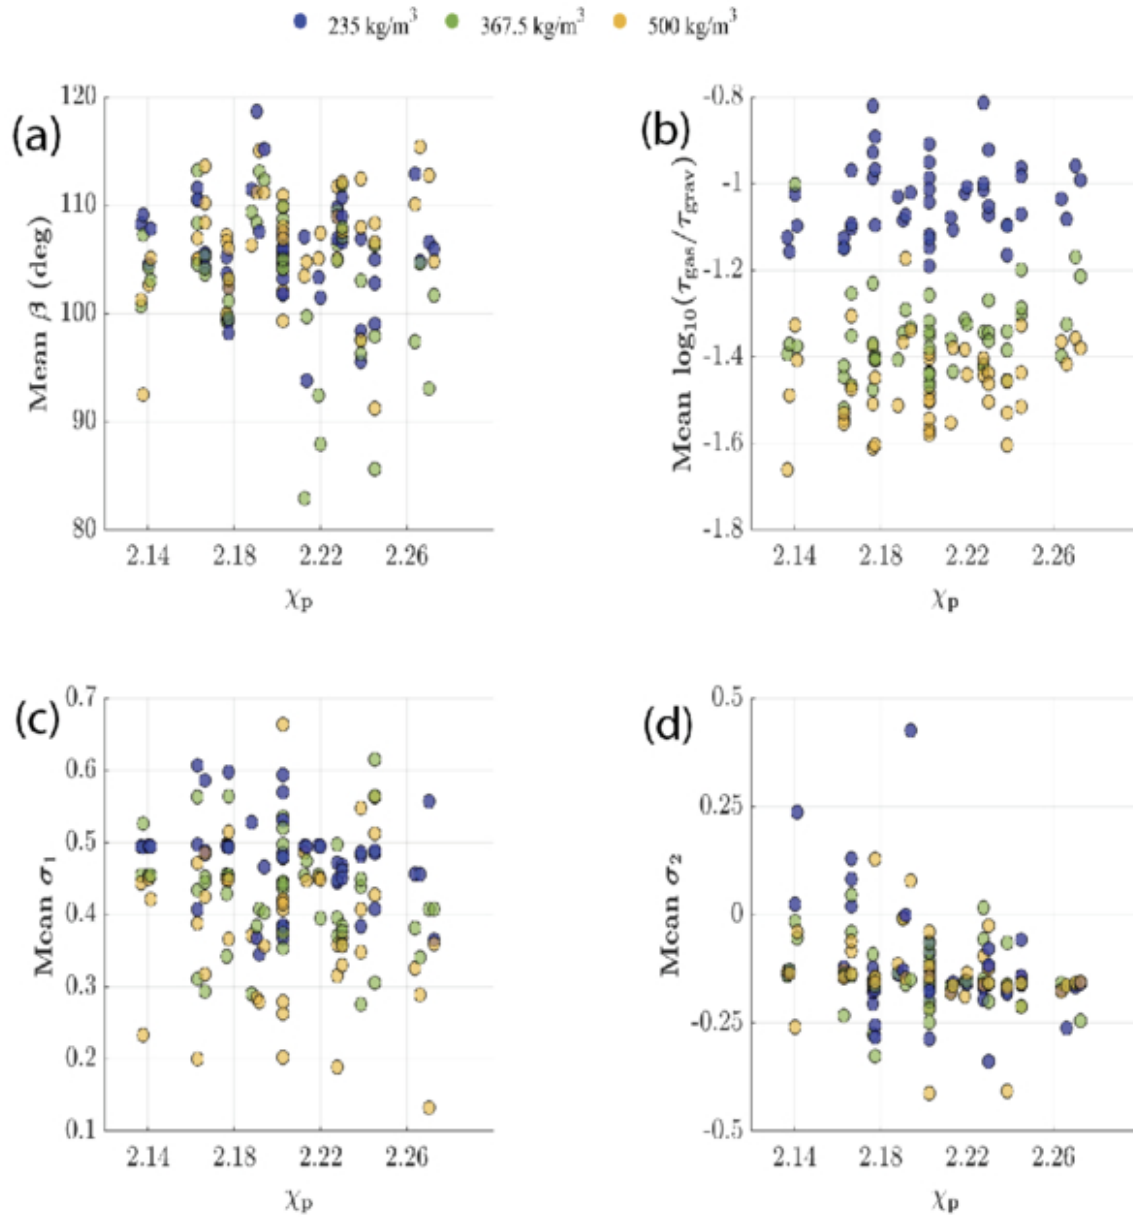 235 kg/m³ 367.5 kg/m³ 500 kg/m³
(a)
Mean β (deg)
120
110
100
90
80
2.14 2.18 2.22 2.26
χp
(b)
Mean log10(τgas/τgrav)
-0.8
-1
-1.2
-1.4
-1.6
-1.8
2.14 2.18 2.22 2.26
χp
(c)
Mean σ1
0.7
0.6
0.5
0.4
0.3
0.2
0.1
2.14 2.18 2.22 2.26
χp
(d)
Mean σ2
0.5
0.25
0
-0.25
-0.5
2.14 2.18 2.22 2.26
χp